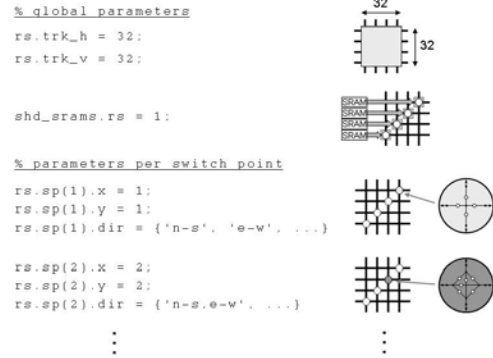 % global parameters
32
rs.trk_h = 32;
32
rs.trk_v = 32;
SRAM
SRAM
shd_srams.rs = 1;
SRAM
SRAM
% parameters per switch point
rs.sp(1).x = 1;
rs.sp(1).y = 1;
rs.sp(1).dir = {'n-s', 'e-w', ...}
rs.sp(2).x = 2;
rs.sp(2).y = 2;
rs.sp(2).dir = {'n-s.e-w', ...}